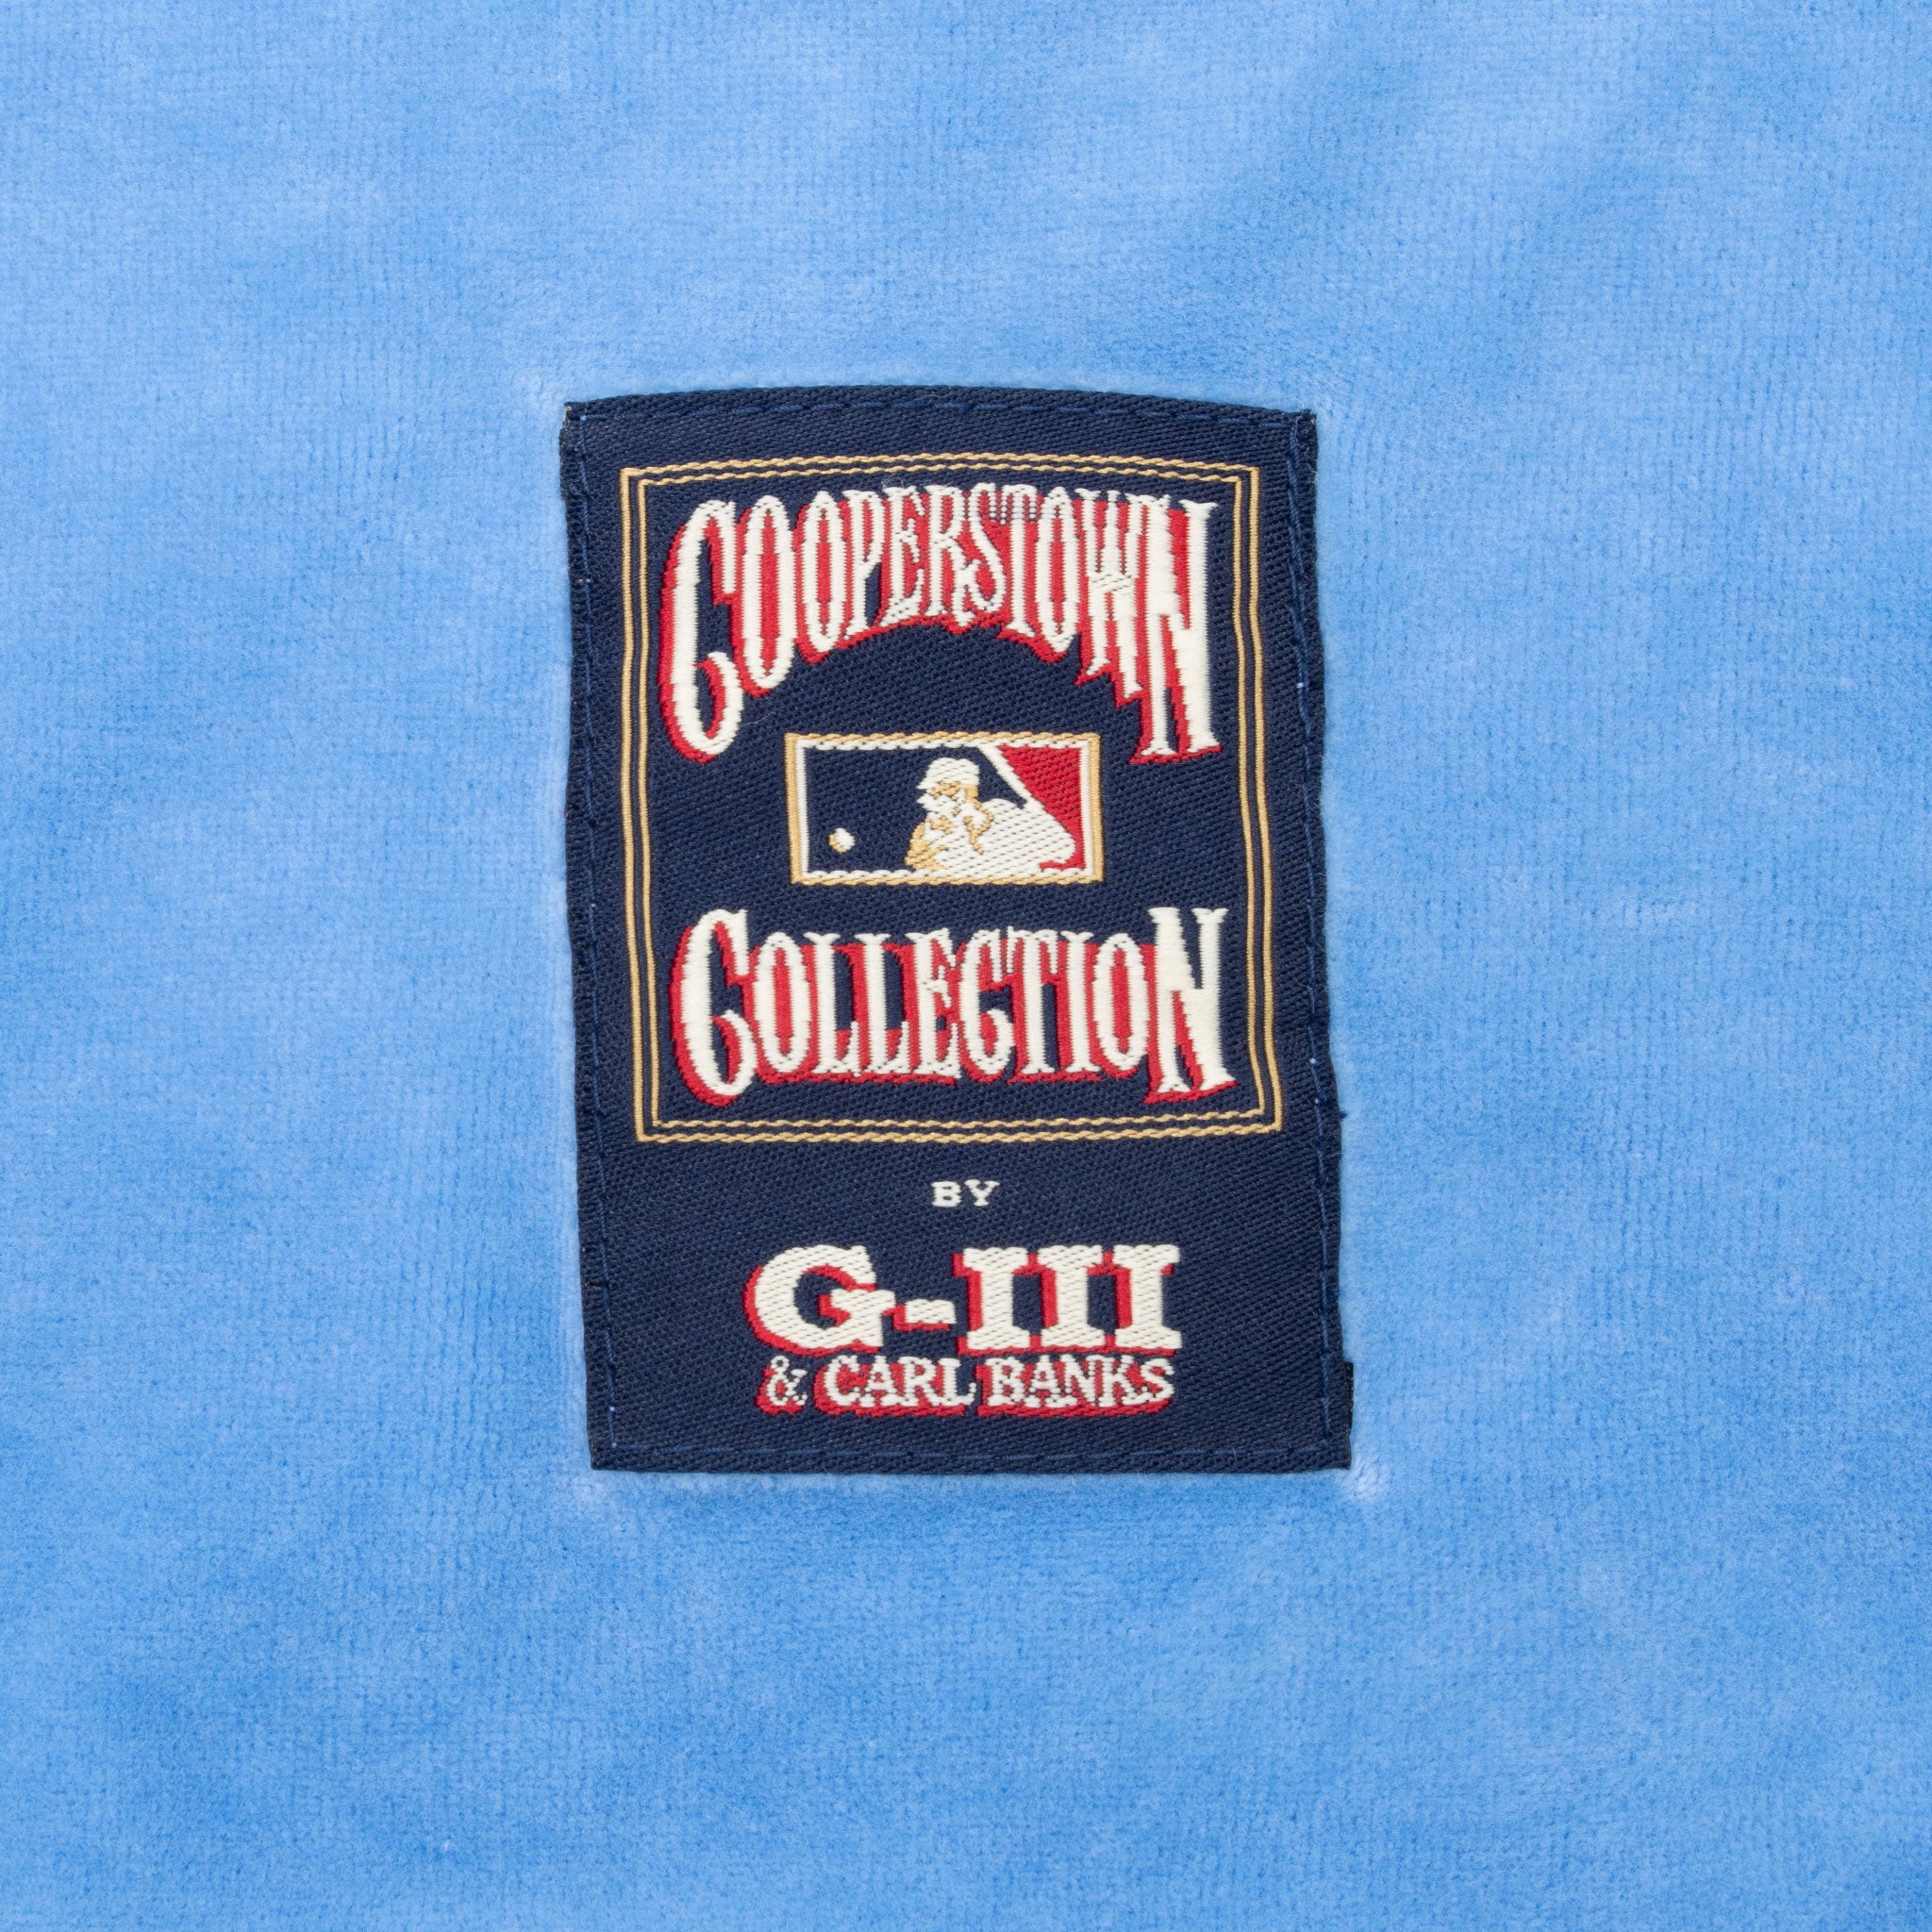 COOPERSTOWN
COLLECTION
BY
G-III
& CARL BANKS